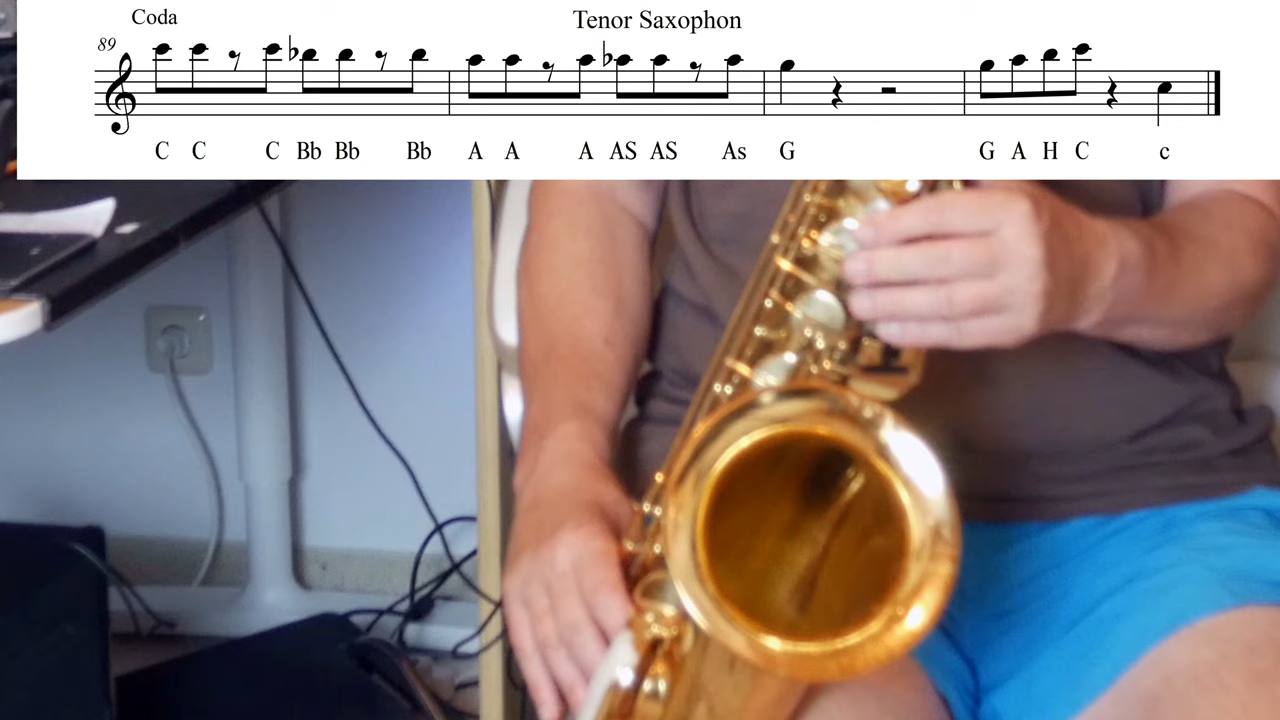 Coda
Tenor Saxophon
89
C C C Bb Bb Bb A A A AS AS As G G A H C c